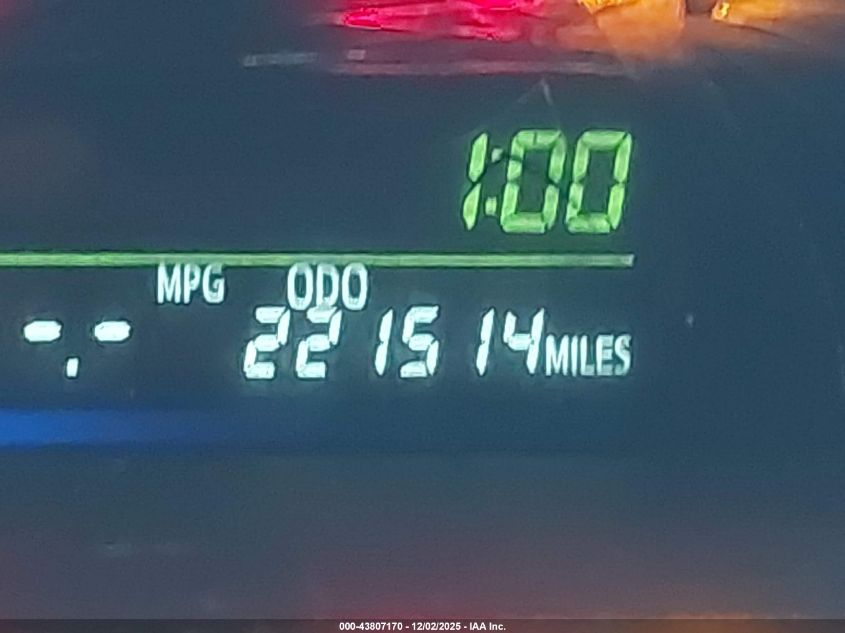 1:00
MPG ODO
-.- 221514 MILES
000-43807170 - 12/02/2025 - IAA Inc.